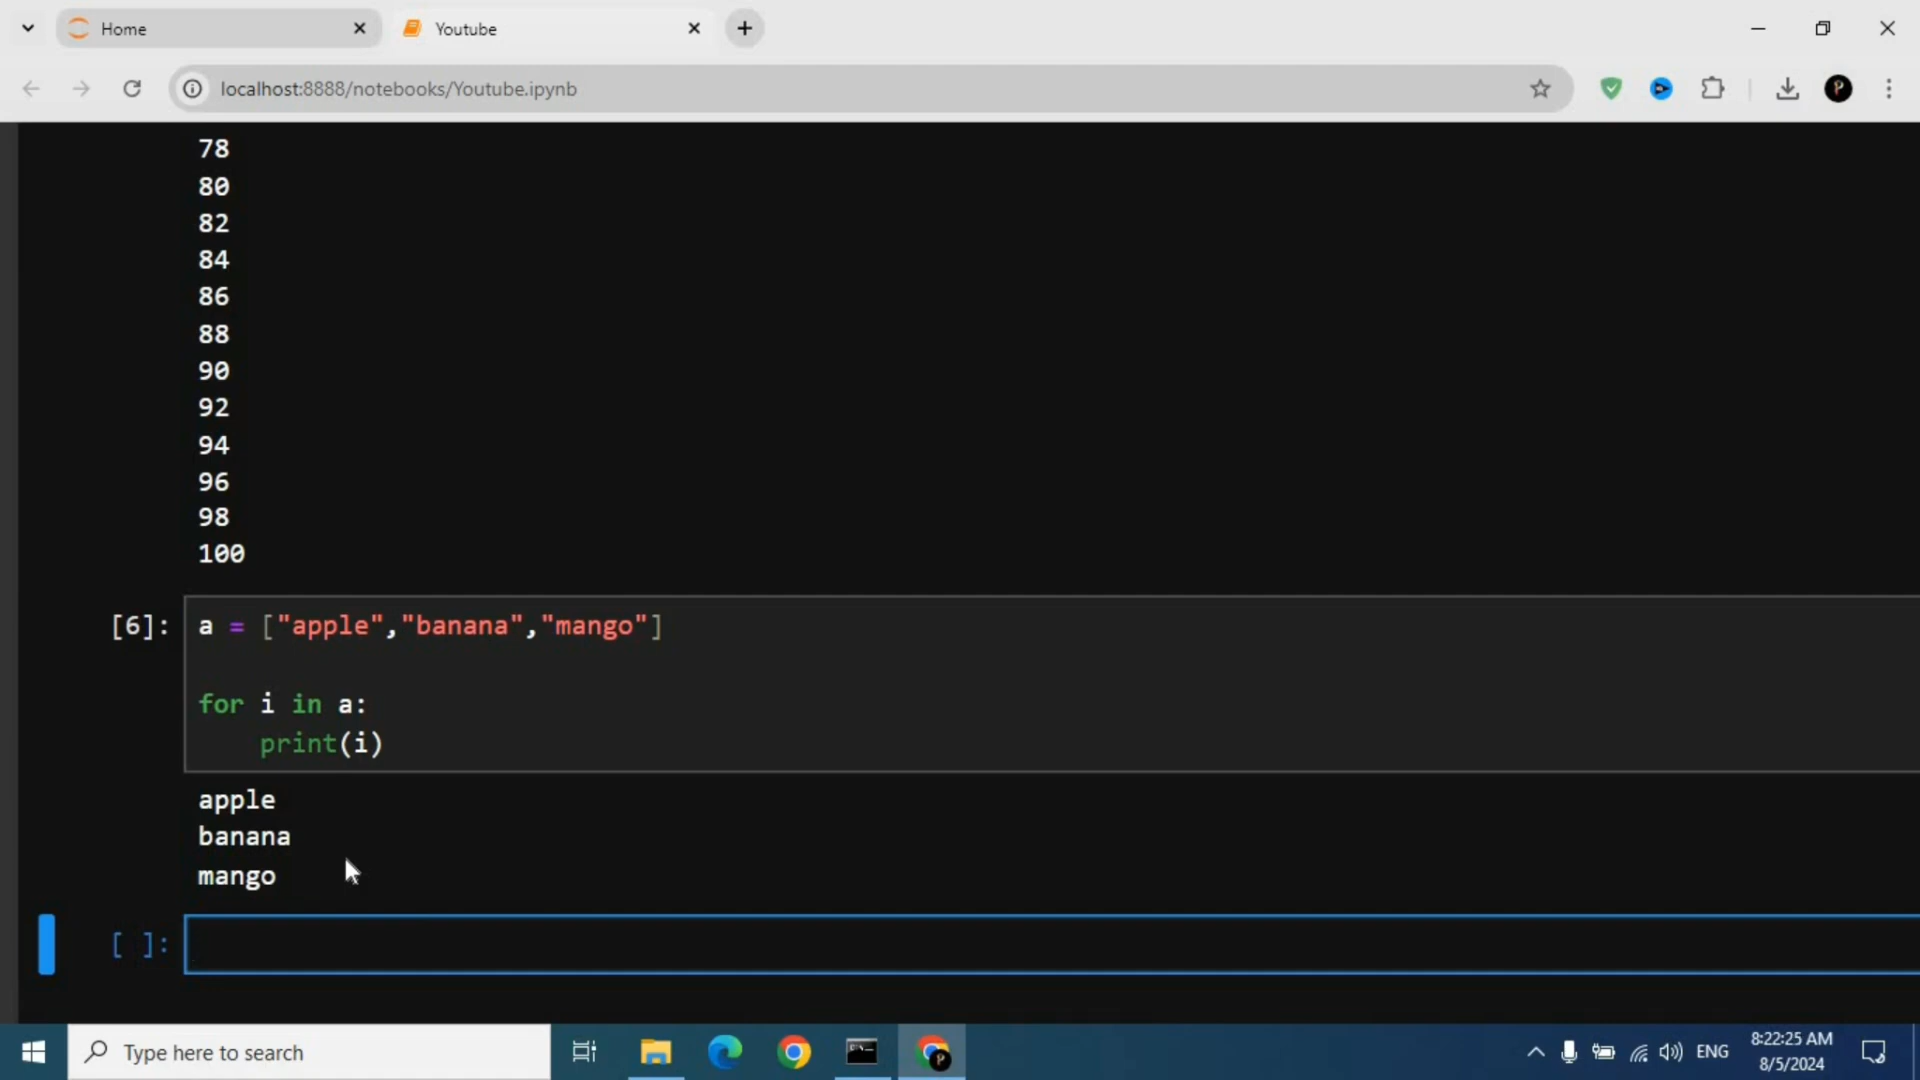 Home
Youtube
localhost:8888/notebooks/Youtube.ipynb
78
80
82
84
86
88
90
92
94
96
98
100
[6]: a = ["apple","banana","mango"]
for i in a:
    print(i)
apple
banana
mango
[ ]:
Type here to search
ENG
8:22:25 AM
8/5/2024